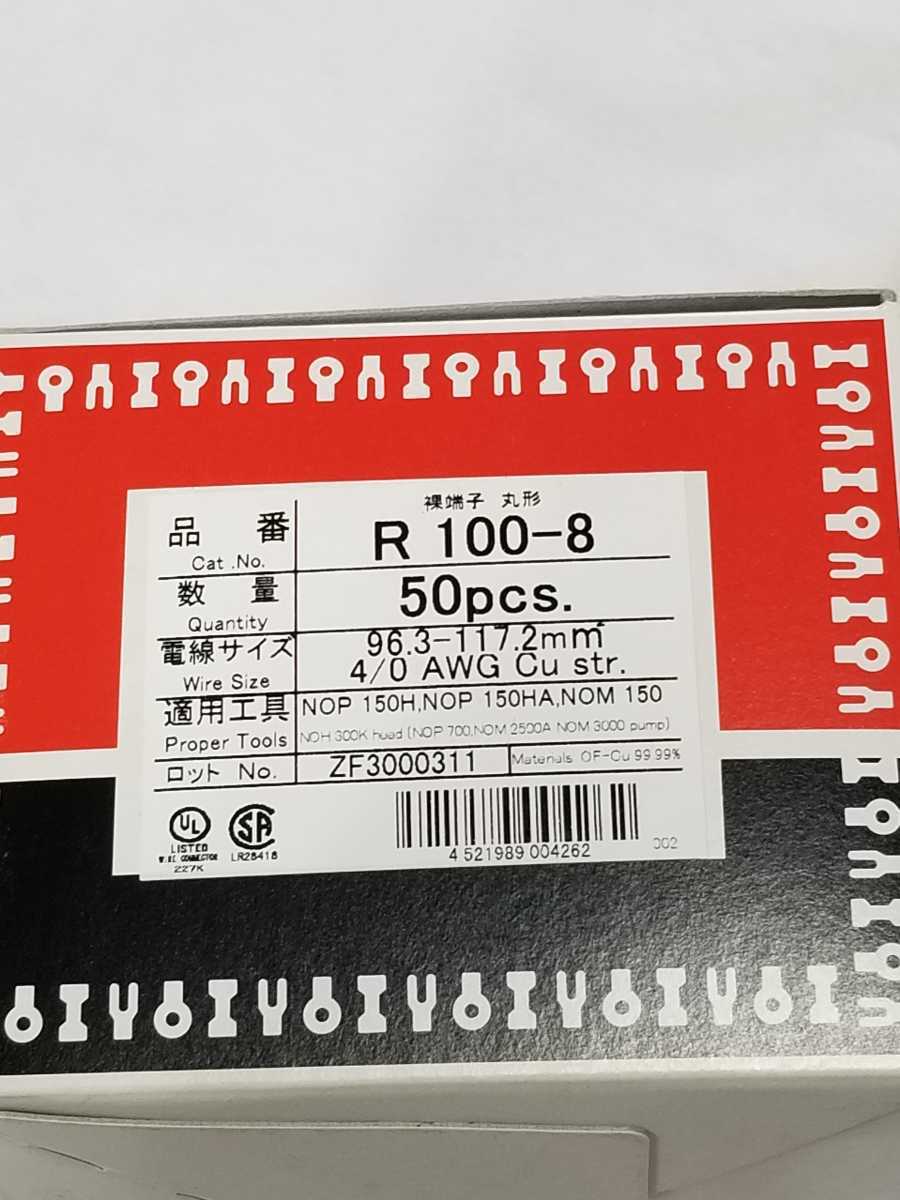 裸端子 丸形
品番 R 100-8
Cat .No.
数量 50pcs.
Quantity
電線サイズ 96.3-117.2m㎡
Wire Size 4/0 AWG Cu str.
適用工具 NOP 150H,NOP 150HA,NOM 150
Proper Tools NOH 300K head (NOP 700,NOM 2500A NOM 3000 pump)
ロット No. ZF3000311 Materials OF-Cu 99.99%
UL SA
LISTED
W.I.E. CONNECTOR LR28418
227K
4 521989 004262 002